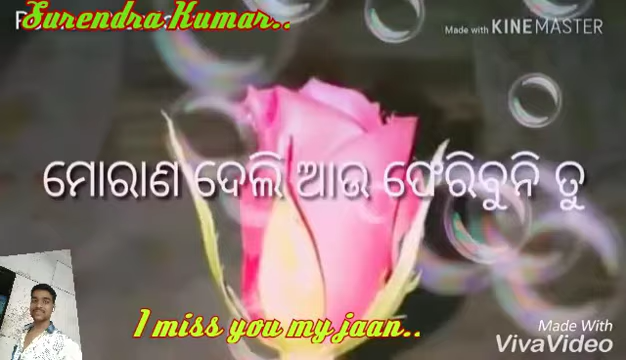 Surendra Kumar..
Made with KINEMASTER
ମୋରାଣ ଦେଲି ଆଉ ଫେରିବୁନି ତୁ
I miss you my jaan..
Made With
VivaVideo